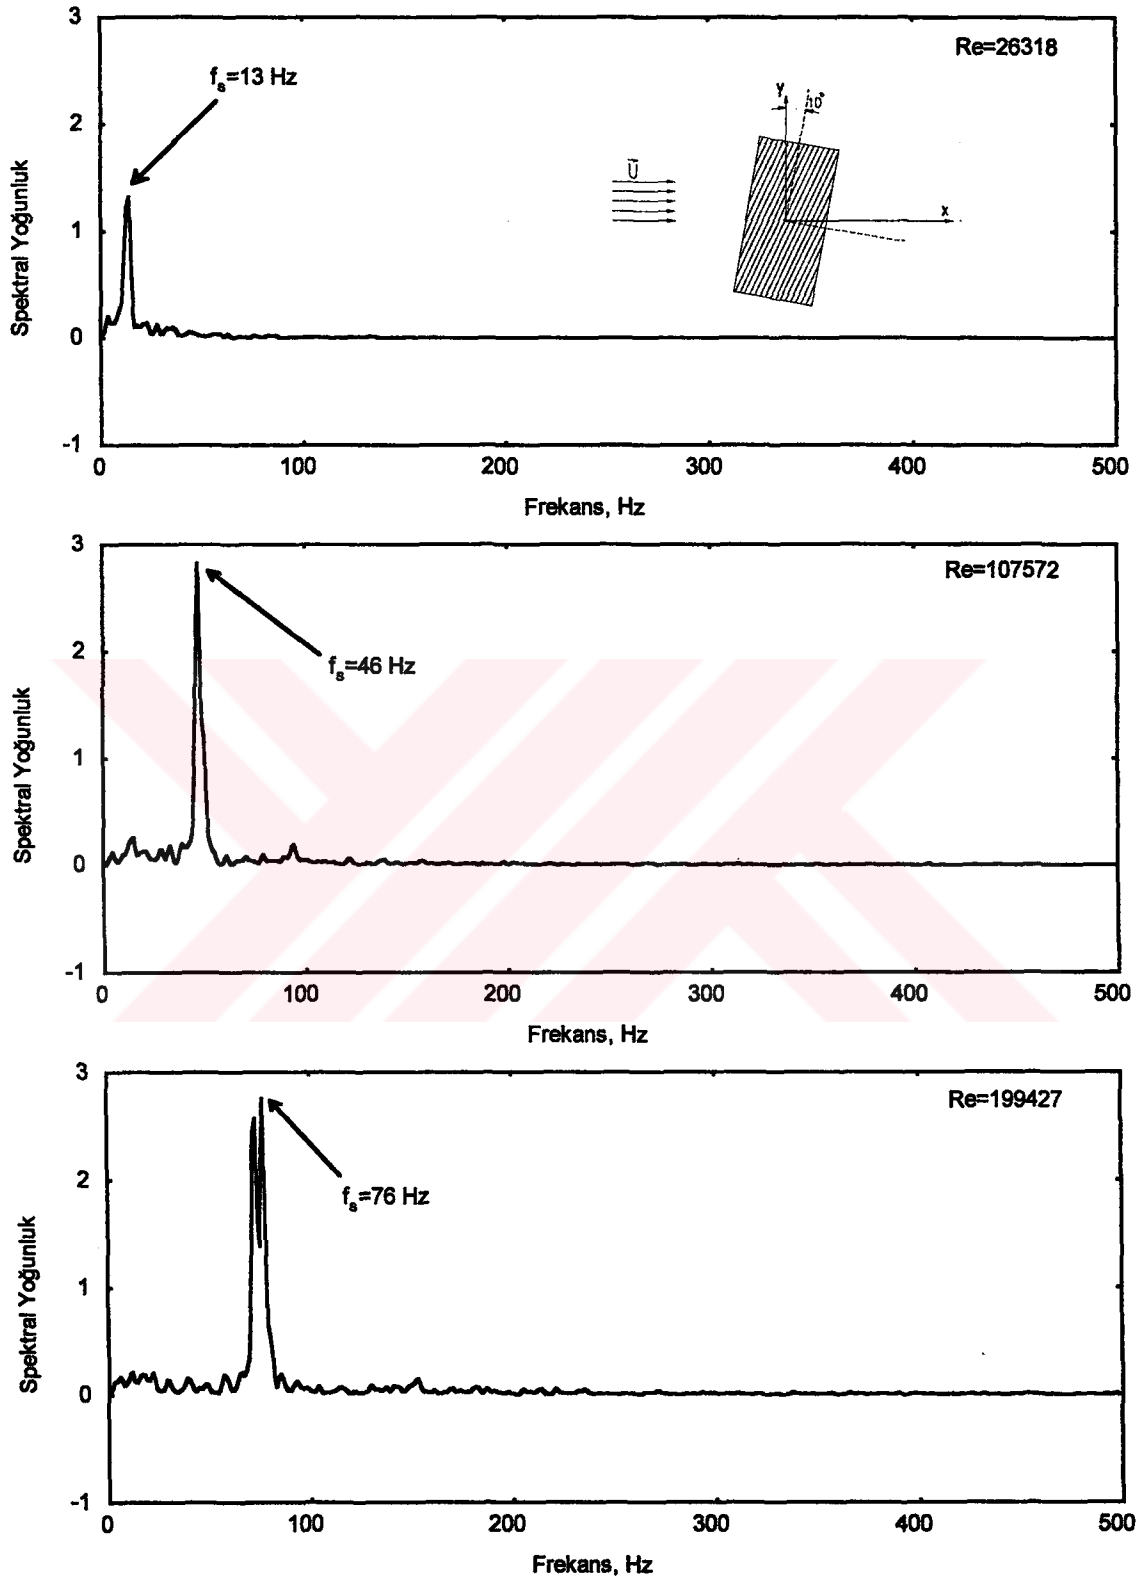 3
Re=26318
fs=13 Hz
Y
10°
2
Ū
Spektral Yoğunluk
1
x
0
-1
0 100 200 300 400 500
Frekans, Hz
3
Re=107572
2
fs=46 Hz
Spektral Yoğunluk
1
0
-1
0 100 200 300 400 500
Frekans, Hz
3
Re=199427
2
fs=76 Hz
Spektral Yoğunluk
1
0
-1
0 100 200 300 400 500
Frekans, Hz